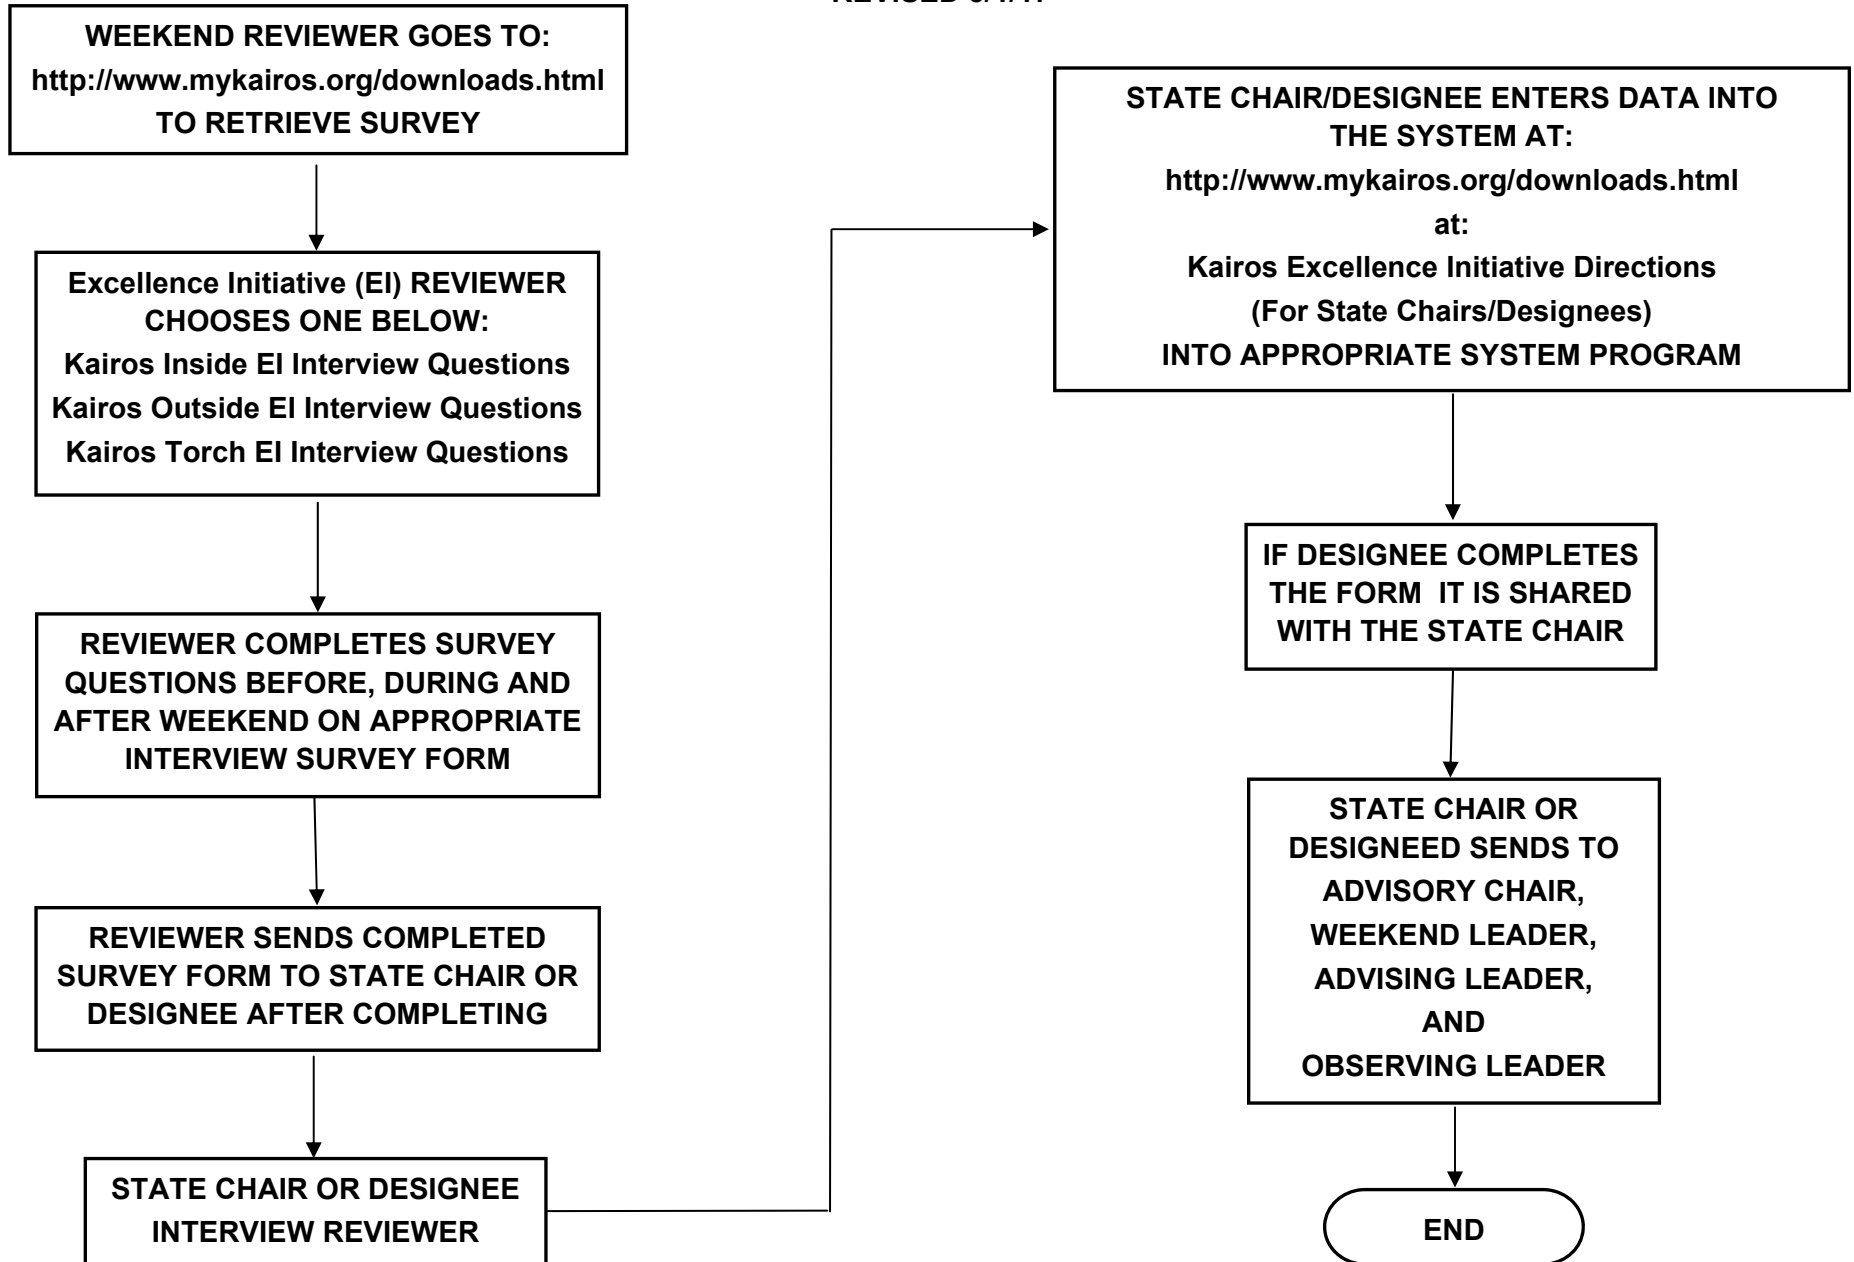 WEEKEND REVIEWER GOES TO:
http://www.mykairos.org/downloads.html
TO RETRIEVE SURVEY
Excellence Initiative (EI) REVIEWER
CHOOSES ONE BELOW:
Kairos Inside EI Interview Questions
Kairos Outside EI Interview Questions
Kairos Torch EI Interview Questions
REVIEWER COMPLETES SURVEY
QUESTIONS BEFORE, DURING AND
AFTER WEEKEND ON APPROPRIATE
INTERVIEW SURVEY FORM
REVIEWER SENDS COMPLETED
SURVEY FORM TO STATE CHAIR OR
DESIGNEE AFTER COMPLETING
STATE CHAIR OR DESIGNEE
INTERVIEW REVIEWER
STATE CHAIR/DESIGNEE ENTERS DATA INTO
THE SYSTEM AT:
http://www.mykairos.org/downloads.html
at:
Kairos Excellence Initiative Directions
(For State Chairs/Designees)
INTO APPROPRIATE SYSTEM PROGRAM
IF DESIGNEE COMPLETES
THE FORM IT IS SHARED
WITH THE STATE CHAIR
STATE CHAIR OR
DESIGNEED SENDS TO
ADVISORY CHAIR,
WEEKEND LEADER,
ADVISING LEADER,
AND
OBSERVING LEADER
END